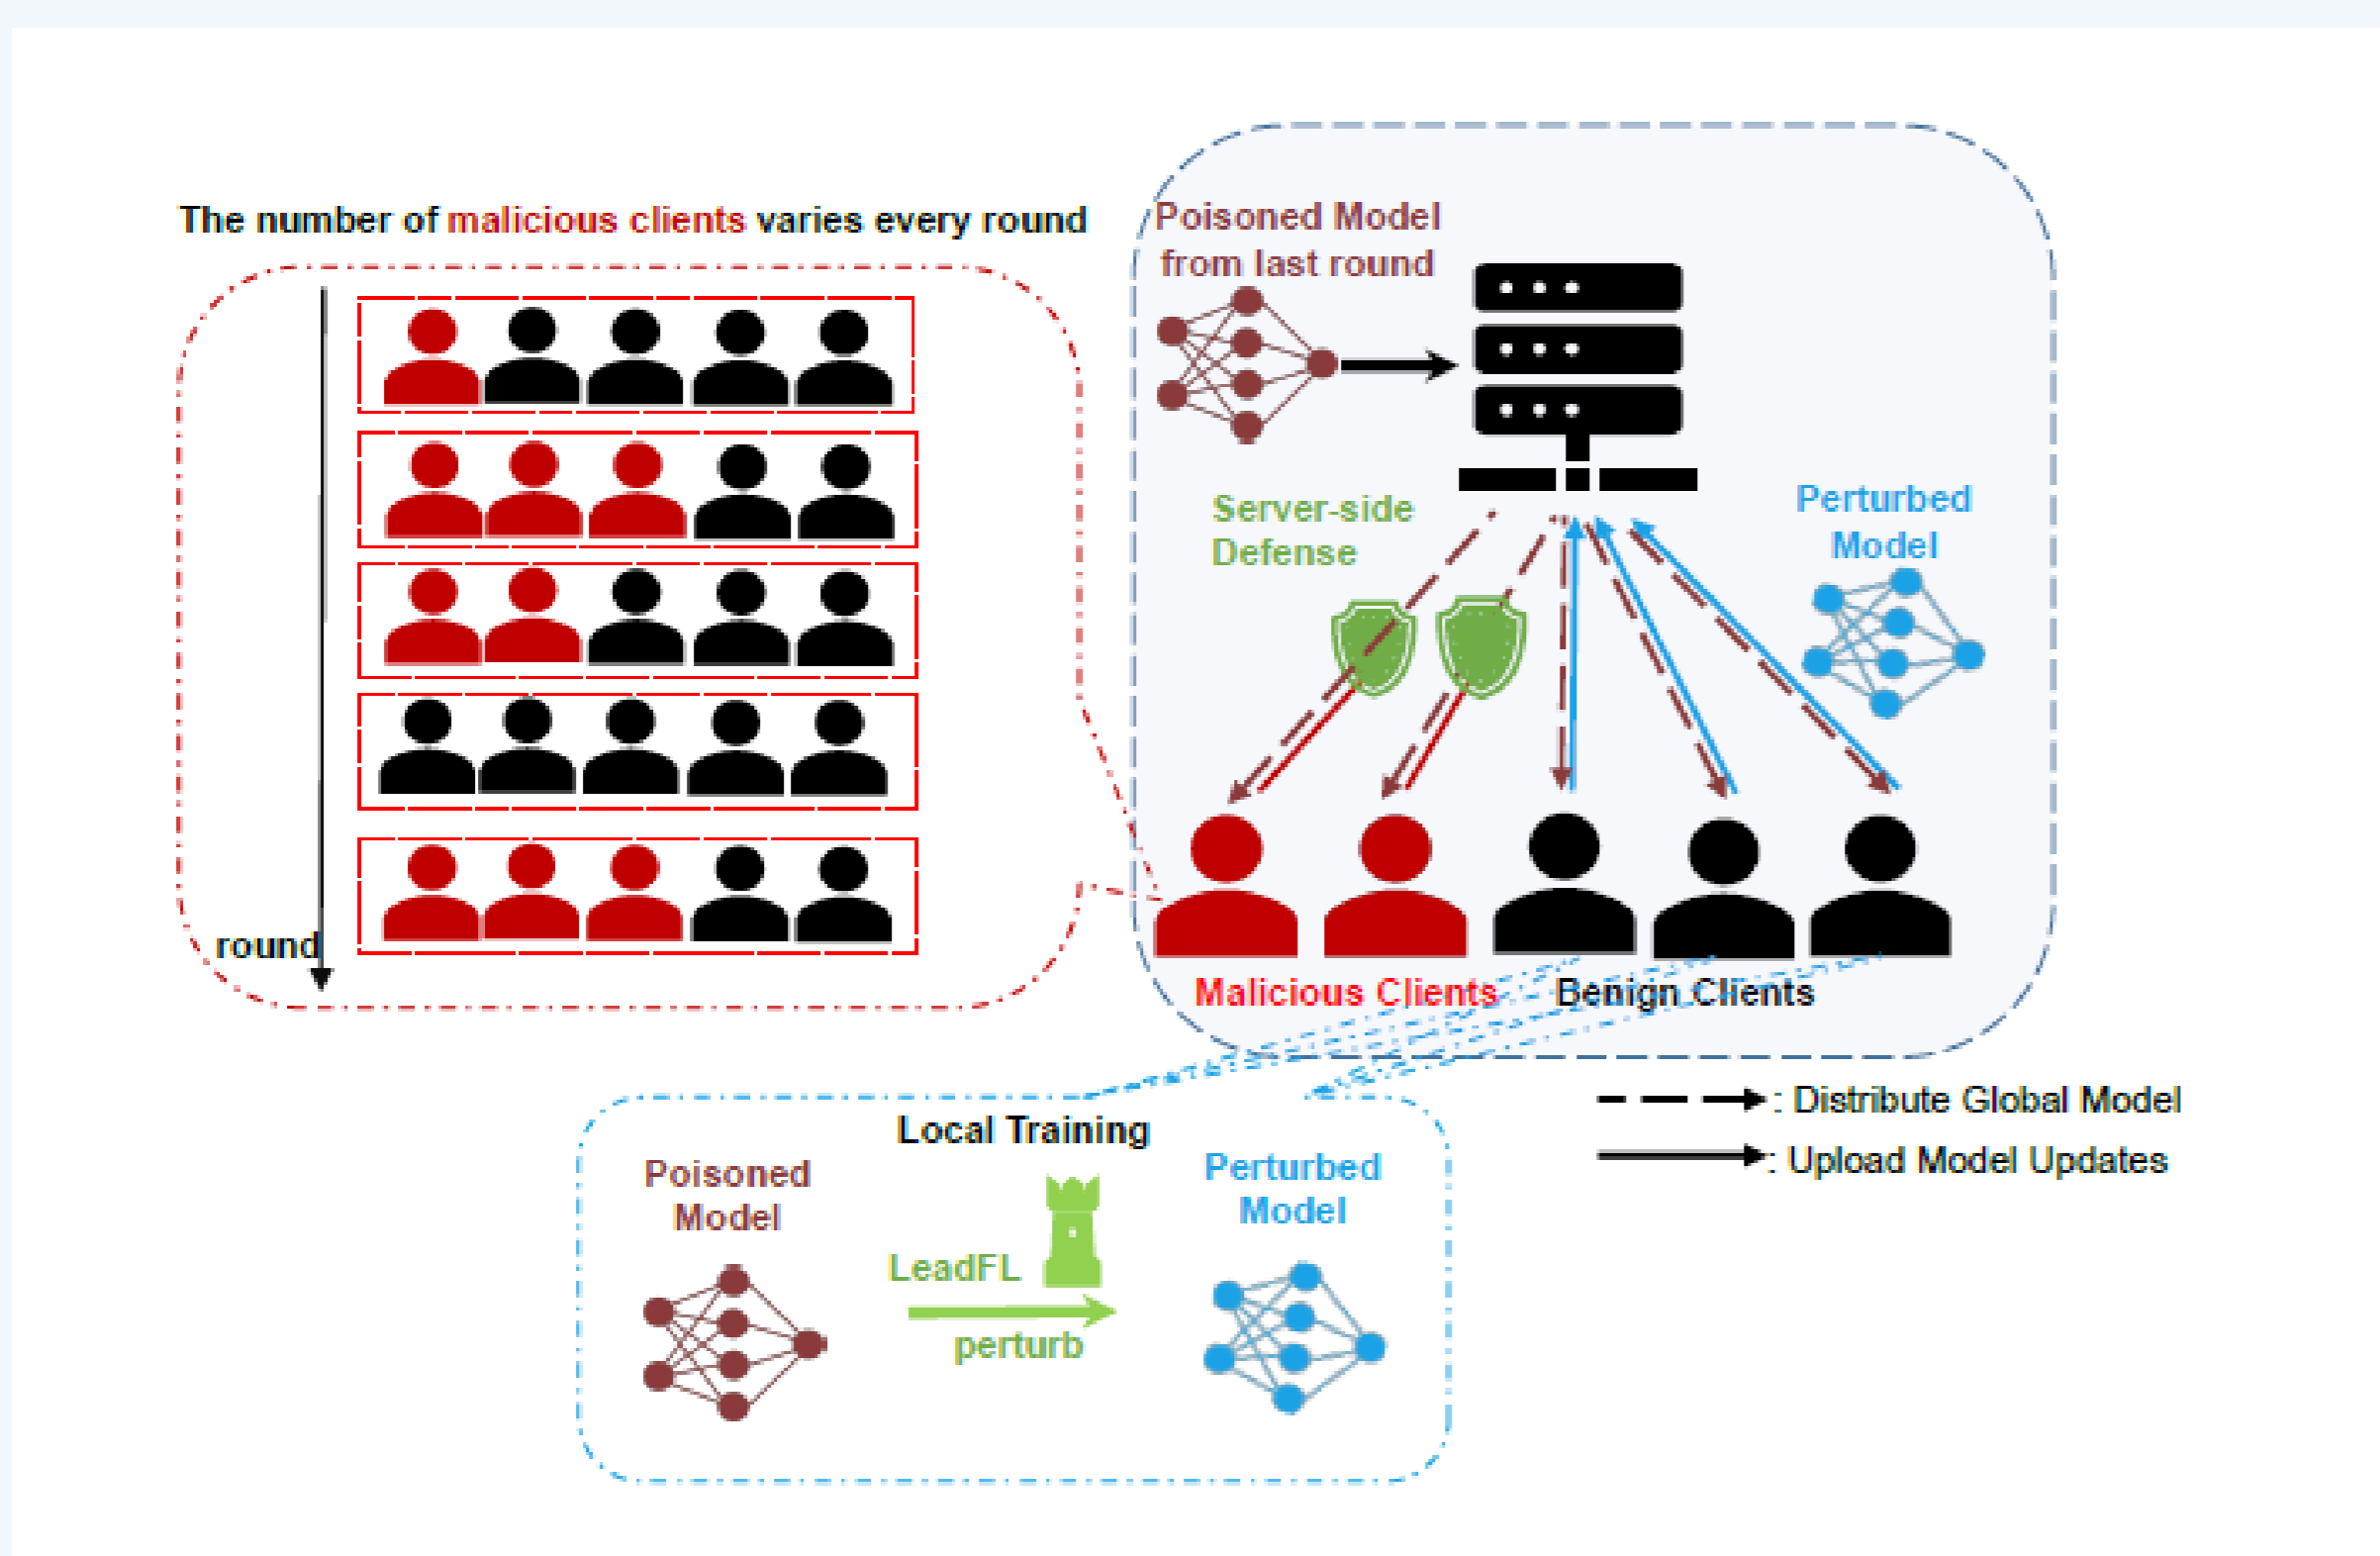 The number of malicious clients varies every round
round
Poisoned Model
from last round
Server-side
Defense
Perturbed
Model
Malicious Clients
Benign Clients
: Distribute Global Model
: Upload Model Updates
Local Training
Poisoned
Model
LeadFL
perturb
Perturbed
Model